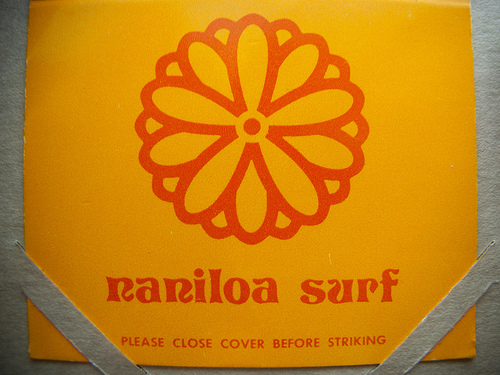 naniloa surf
PLEASE CLOSE COVER BEFORE STRIKING